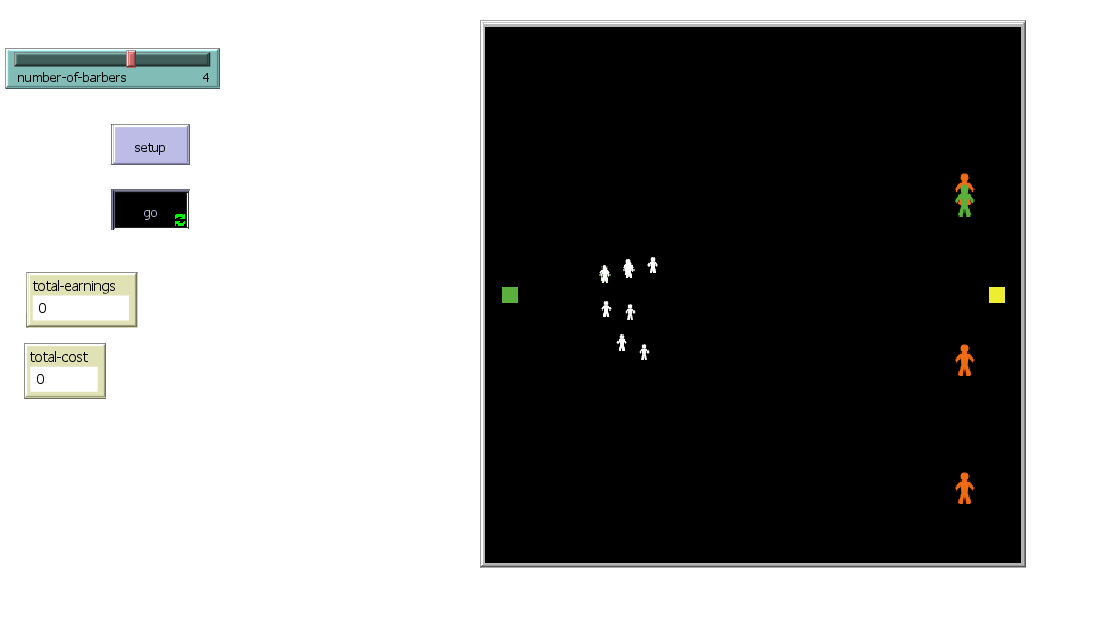 number-of-barbers 4
setup
go
total-earnings
0
total-cost
0